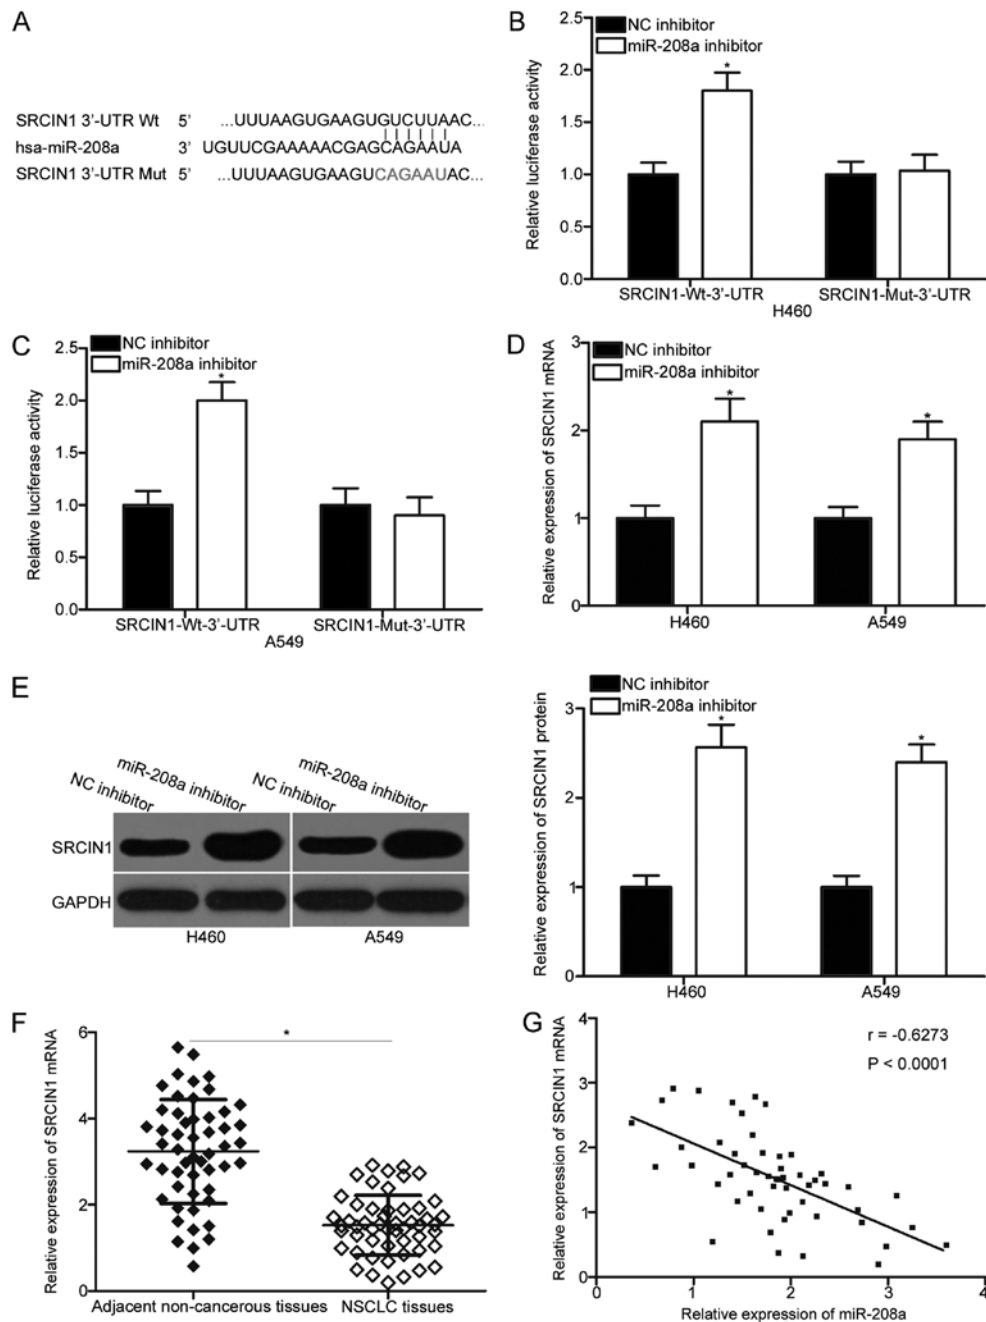 A
SRCIN1 3'-UTR Wt 5' ...UUUAAGUGAAGUGUCUUAAC...
hsa-miR-208a 3' UGUUCGAAAAACGAGCAGAAUA
SRCIN1 3'-UTR Mut 5' ...UUUAAGUGAAGUCAGAAUAC...
B
NC inhibitor
miR-208a inhibitor
Relative luciferase activity
2.5
2.0
1.5
1.0
0.5
0.0
*
SRCIN1-Wt-3'-UTR SRCIN1-Mut-3'-UTR
H460
C
NC inhibitor
miR-208a inhibitor
Relative luciferase activity
2.5
2.0
1.0
1.0
0.5
0.0
*
SRCIN1-Wt-3'-UTR SRCIN1-Mut-3'-UTR
A549
D
NC inhibitor
miR-208a inhibitor
Relative expression of SRCIN1 mRNA
3
2
1
0
* *
H460 A549
E
NC inhibitor miR-208a inhibitor NC inhibitor miR-208a inhibitor
SRCIN1
GAPDH
H460 A549
NC inhibitor
miR-208a inhibitor
Relative expression of SRCIN1 protein
3
2
1
0
* *
H460 A549
F
Relative expression of SRCIN1 mRNA
6
4
2
0
*
Adjacent non-cancerous tissues NSCLC tissues
G
Relative expression of SRCIN1 mRNA
4
3
2
1
0
r = -0.6273
P < 0.0001
0 1 2 3 4
Relative expression of miR-208a